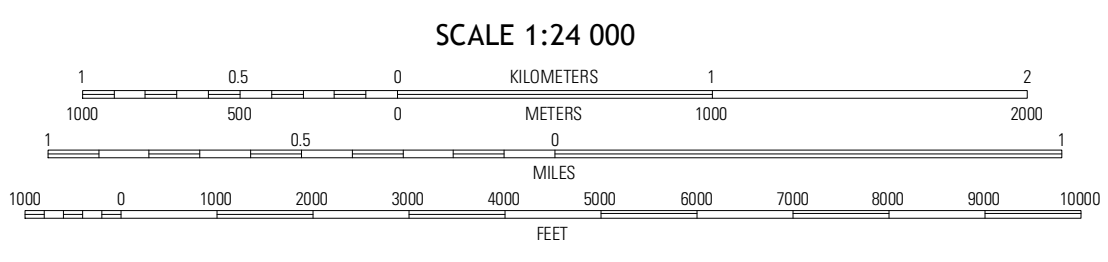 SCALE 1:24 000
1 0.5 0 KILOMETERS 1 2
1000 500 0 METERS 1000 2000
1 0.5 0 1
MILES
1000 0 1000 2000 3000 4000 5000 6000 7000 8000 9000 10000
FEET